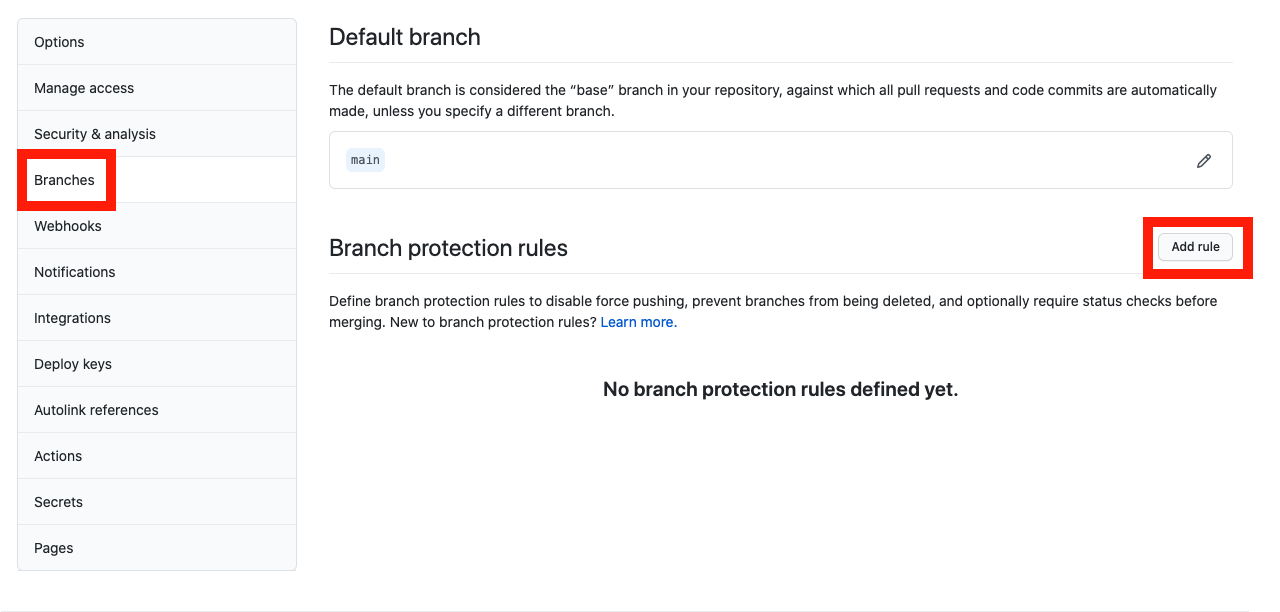 Options
Manage access
Security & analysis
Branches
Webhooks
Notifications
Integrations
Deploy keys
Autolink references
Actions
Secrets
Pages
Default branch
The default branch is considered the “base” branch in your repository, against which all pull requests and code commits are automatically
made, unless you specify a different branch.
main
Branch protection rules
Add rule
Define branch protection rules to disable force pushing, prevent branches from being deleted, and optionally require status checks before
merging. New to branch protection rules? Learn more.
No branch protection rules defined yet.